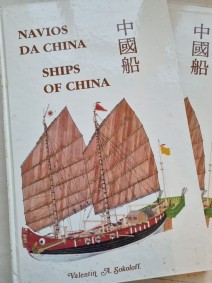 NAVIOS
DA CHINA
SHIPS
OF CHINA
中國船
Valentin A. Sokoloff.